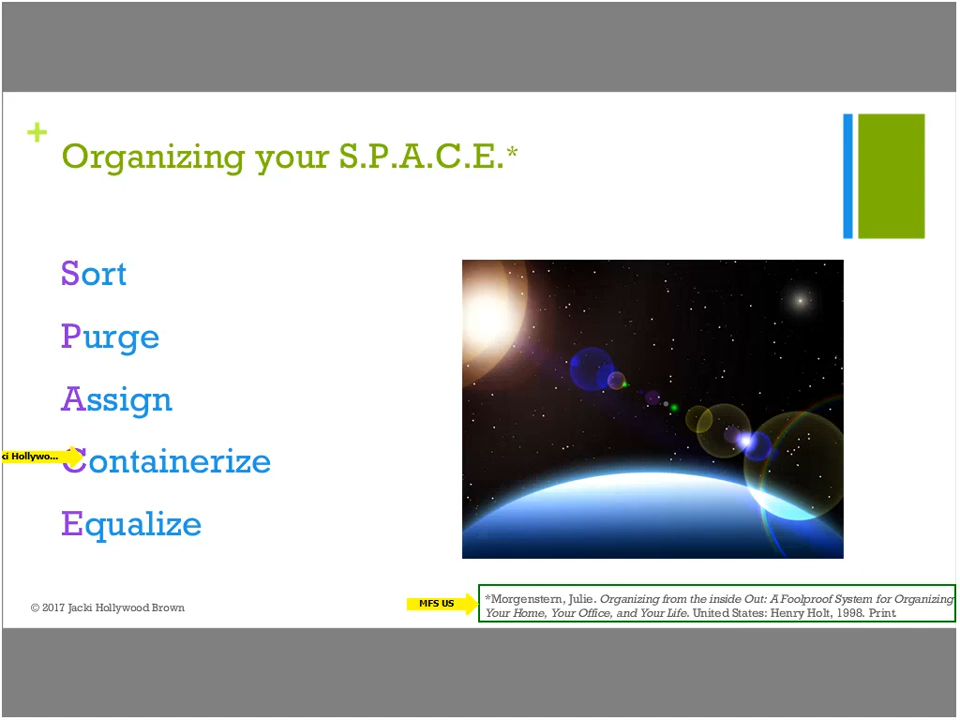 +
Organizing your S.P.A.C.E.*
Sort
Purge
Assign
ci Hollywo...
Containerize
Equalize
© 2017 Jacki Hollywood Brown
MFS US
*Morgenstern, Julie. Organizing from the inside Out: A Foolproof System for Organizing
Your Home, Your Office, and Your Life. United States: Henry Holt, 1998. Print